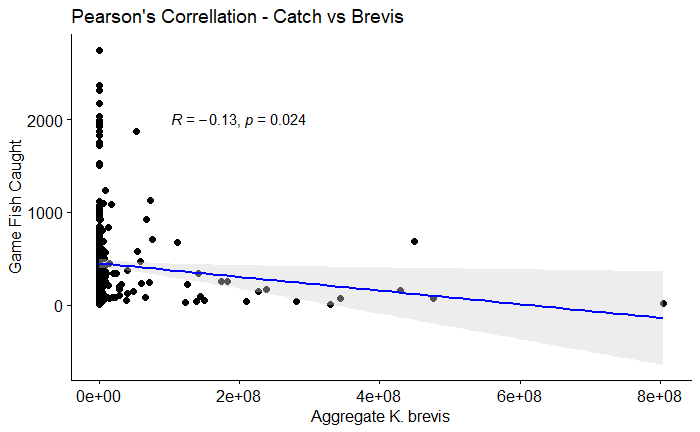 Pearson's Correllation - Catch vs Brevis
R = −0.13, p = 0.024
Game Fish Caught
2000
1000
0
0e+00 2e+08 4e+08 6e+08 8e+08
Aggregate K. brevis